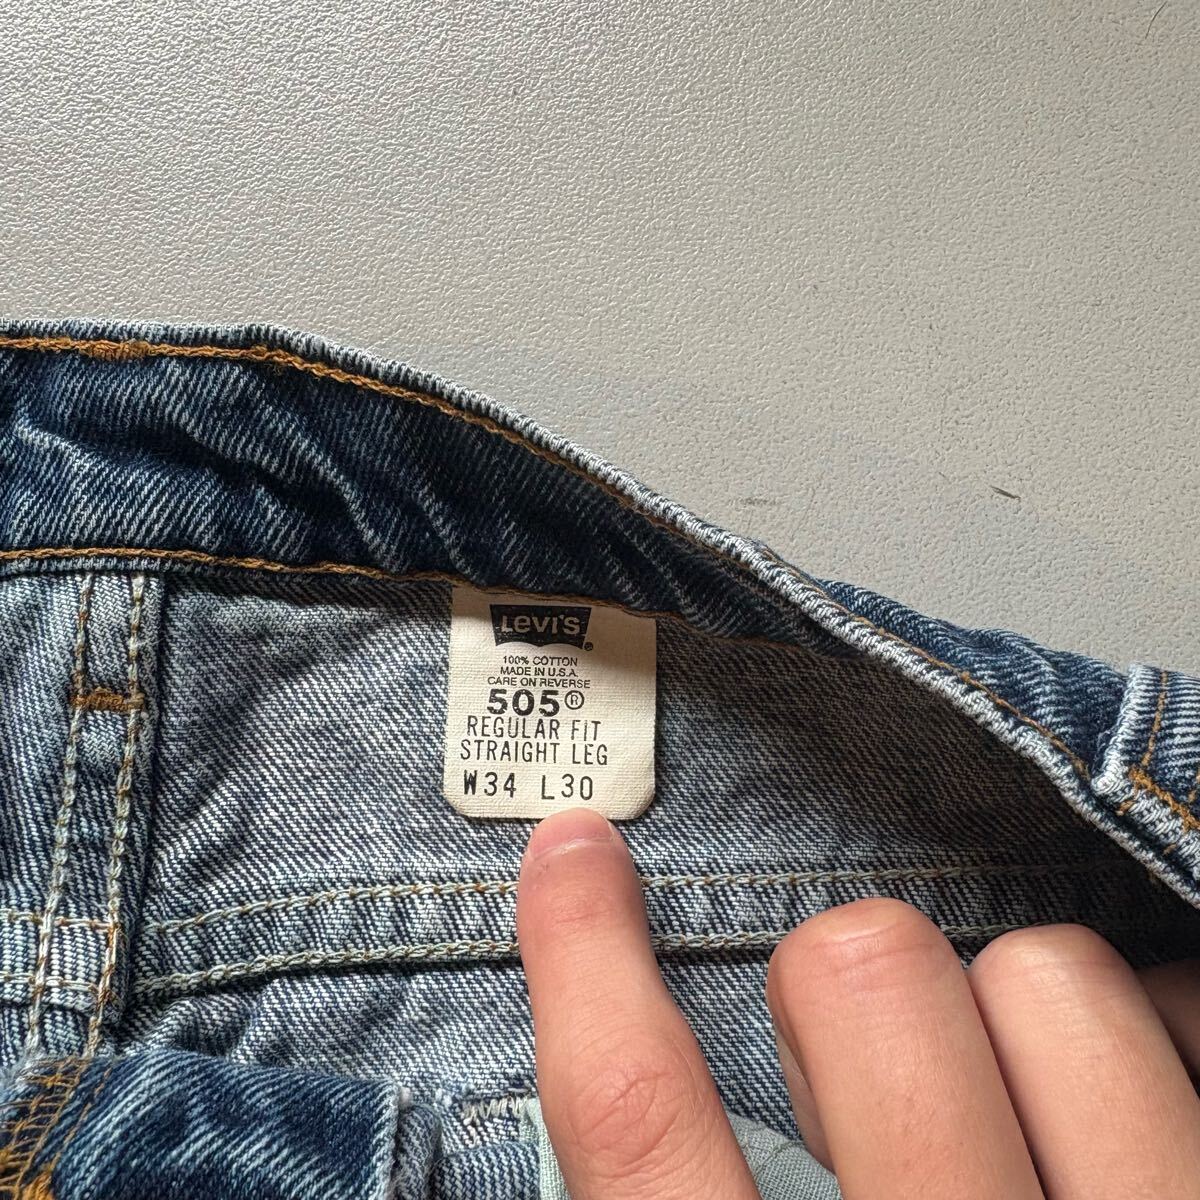 Levi's®
100% COTTON
MADE IN U.S.A.
CARE ON REVERSE
505®
REGULAR FIT
STRAIGHT LEG
W34 L30